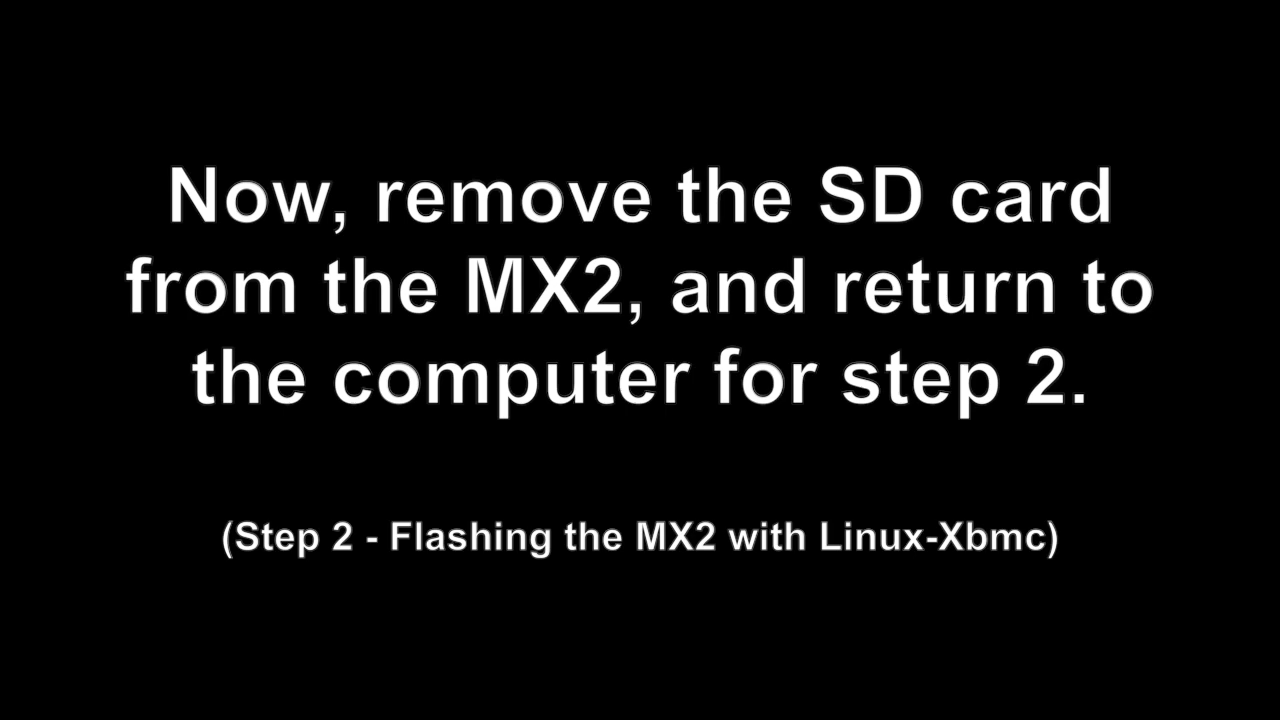 Now, remove the SD card
from the MX2, and return to
the computer for step 2.
(Step 2 - Flashing the MX2 with Linux-Xbmc)